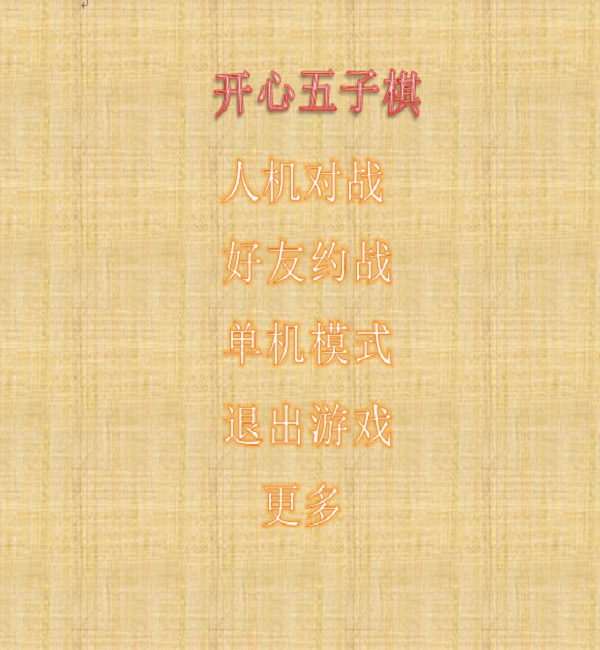 开心五子棋
人机对战
好友约战
单机模式
退出游戏
更多